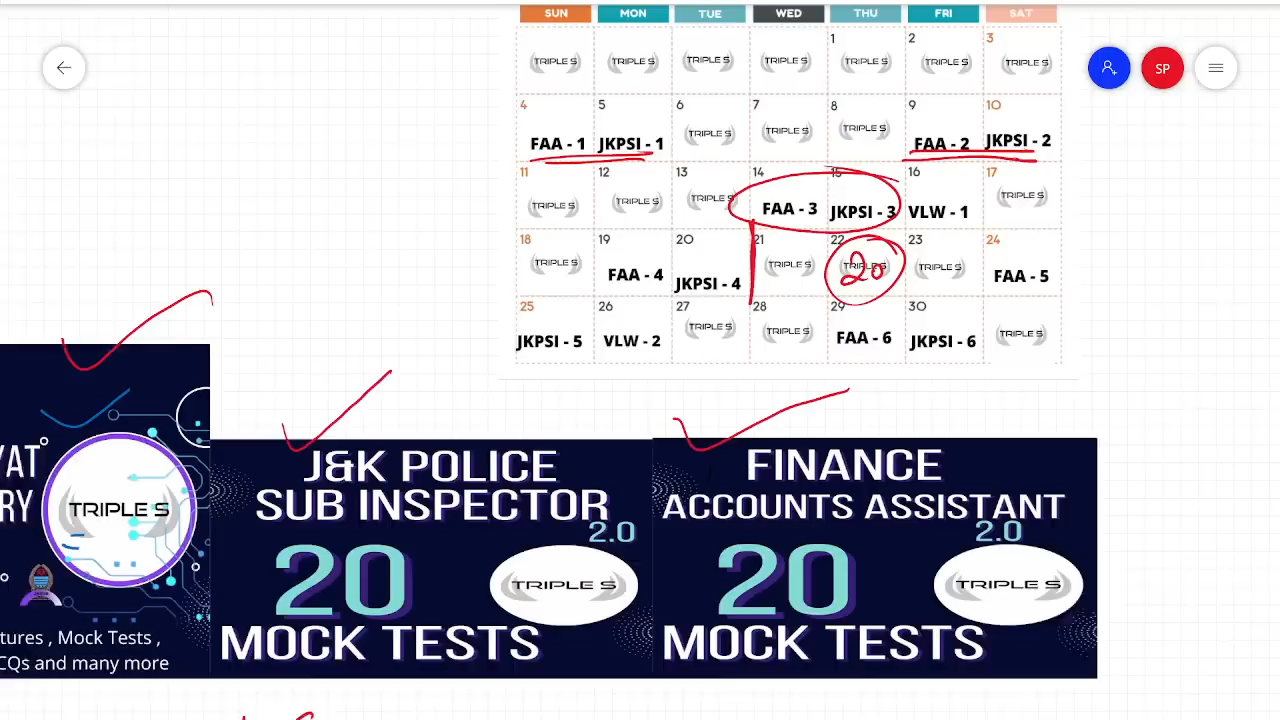 SUN MON TUE WED THU FRI SAT
1 2 3
TRIPLE S TRIPLE S TRIPLE S TRIPLE S TRIPLE S TRIPLE S TRIPLE S
4 5 6 7 8 9 10
FAA - 1 JKPSI - 1 TRIPLE S TRIPLE S TRIPLE S FAA - 2 JKPSI - 2
11 12 13 14 15 16 17
TRIPLE S TRIPLE S TRIPLE S FAA - 3 JKPSI - 3 VLW - 1 TRIPLE S
18 19 20 21 22 23 24
TRIPLE S FAA - 4 JKPSI - 4 TRIPLE S TRIPLE S 20 TRIPLE S FAA - 5
25 26 27 28 29 30
JKPSI - 5 VLW - 2 TRIPLE S TRIPLE S FAA - 6 JKPSI - 6 TRIPLE S
SP
YAT
RY
TRIPLE S
tures , Mock Tests ,
CQs and many more
J&K POLICE
SUB INSPECTOR
2.0
20
TRIPLE S
MOCK TESTS
FINANCE
ACCOUNTS ASSISTANT
2.0
20
TRIPLE S
MOCK TESTS